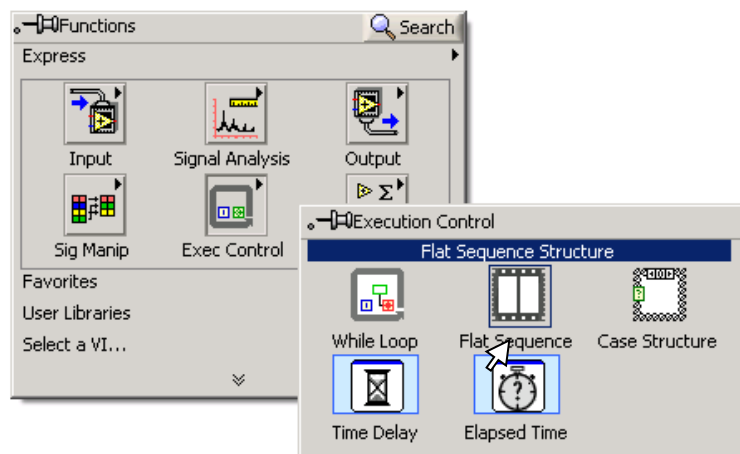 Functions Search
Express
Input Signal Analysis Output
Sig Manip Exec Control
Favorites
User Libraries
Select a VI...
Execution Control
Flat Sequence Structure
While Loop Flat Sequence Case Structure
Time Delay Elapsed Time